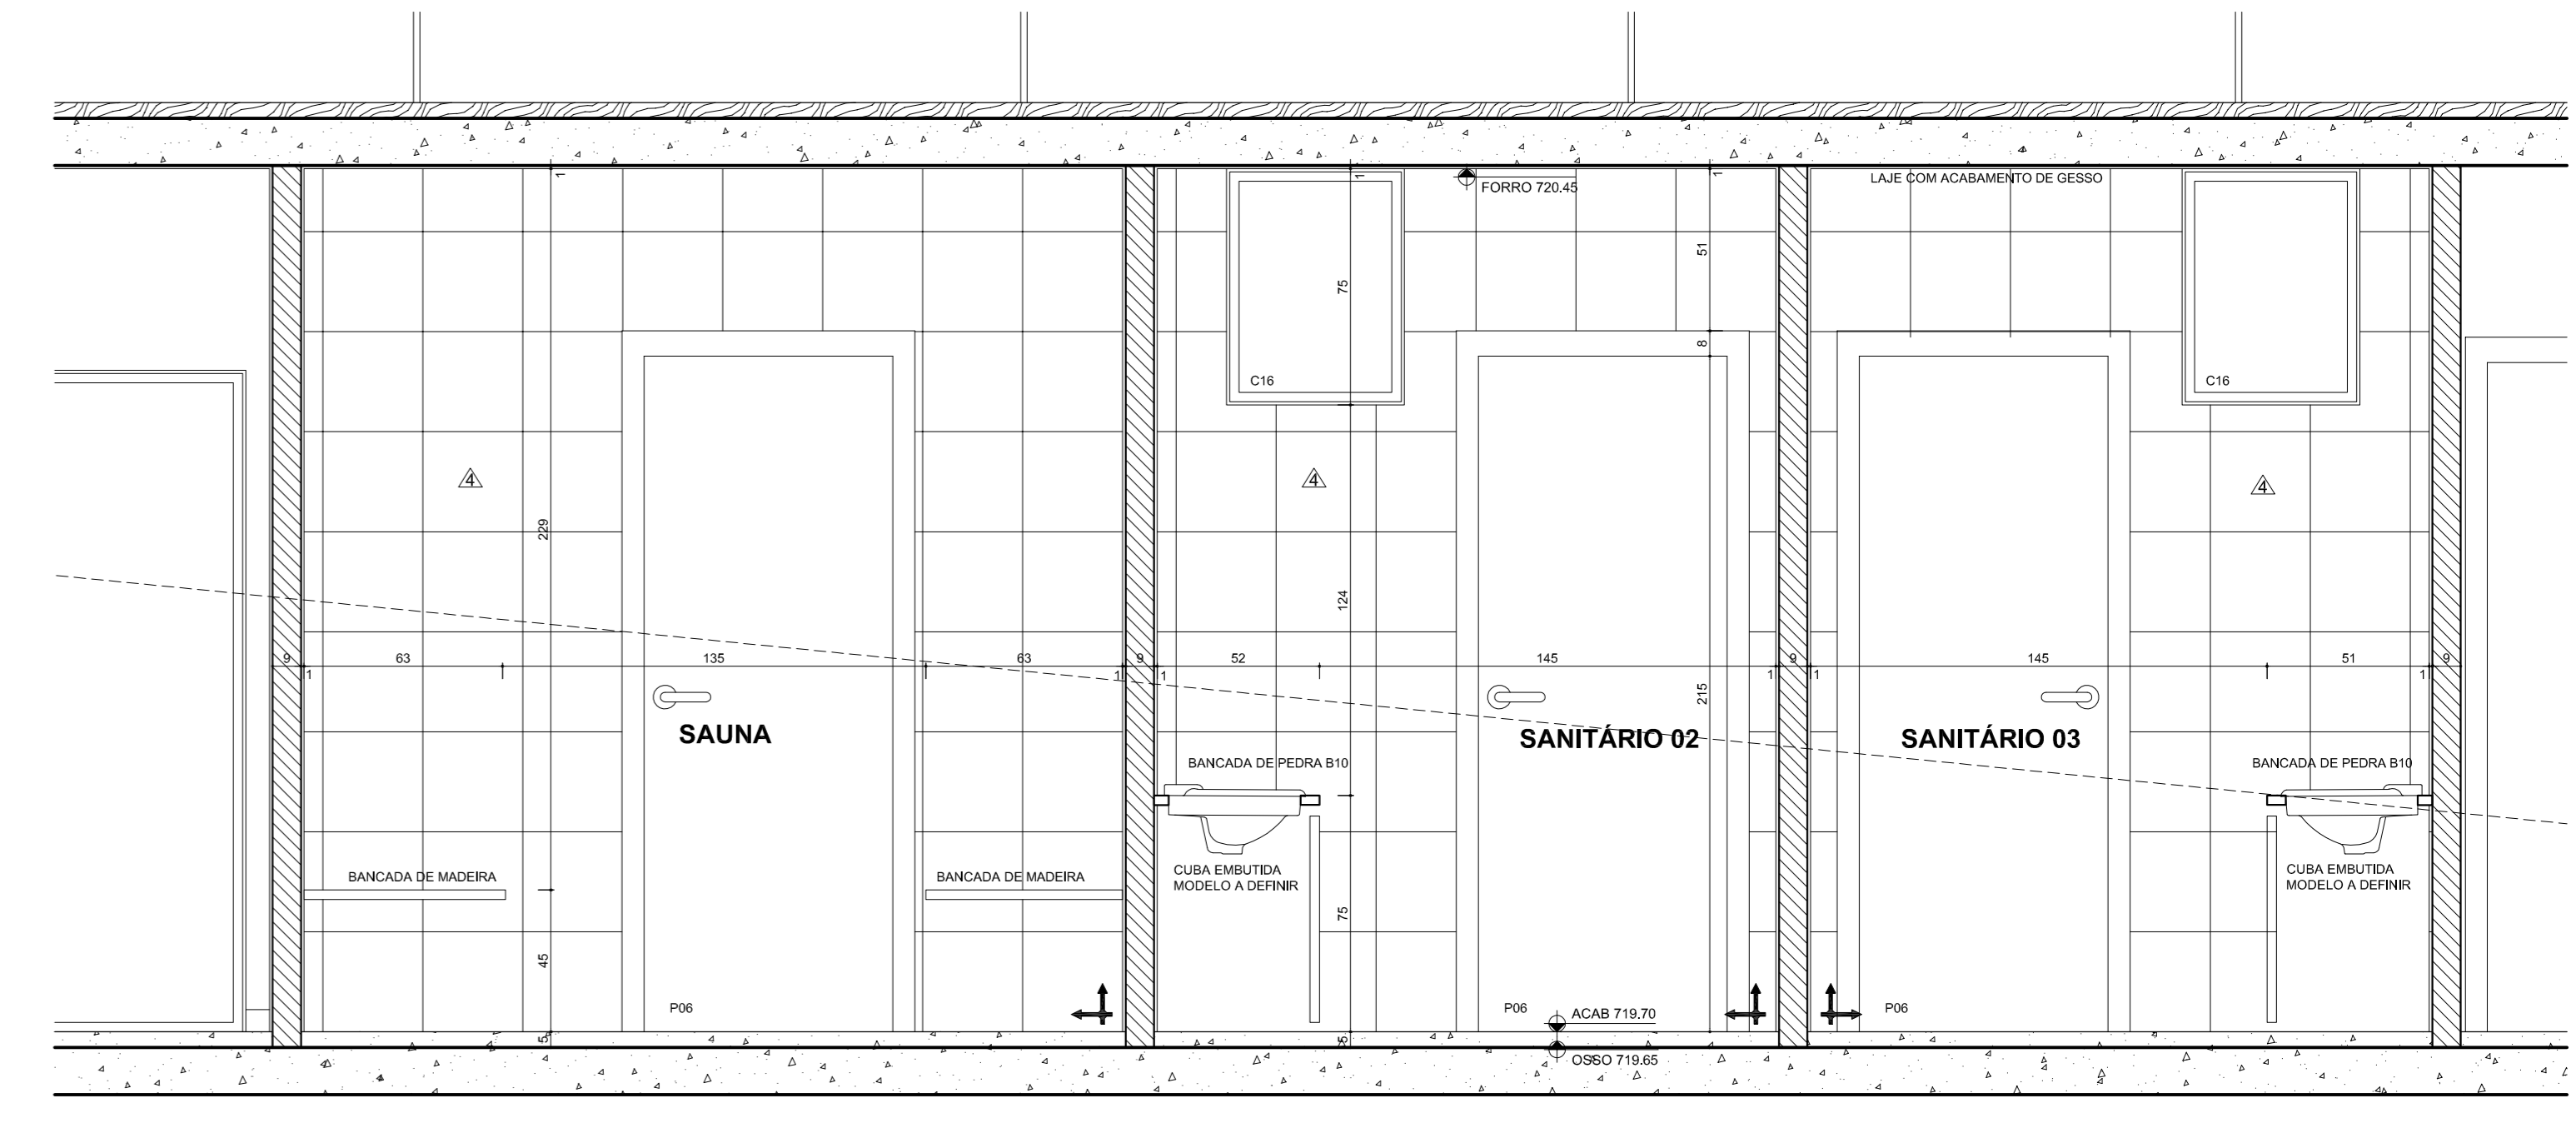 1
1
FORRO 720.45
1
LAJE COM ACABAMENTO DE GESSO
51
75
8
C16
C16
4
4
4
229
124
9
1
63
135
63
1
9
1
52
145
1
9
1
145
51
1
9
215
SAUNA
SANITÁRIO 02
SANITÁRIO 03
BANCADA DE PEDRA B10
BANCADA DE PEDRA B10
BANCADA DE MADEIRA
BANCADA DE MADEIRA
CUBA EMBUTIDA
MODELO A DEFINIR
CUBA EMBUTIDA
MODELO A DEFINIR
75
45
P06
P06
P06
ACAB 719.70
5
5
OSSO 719.65